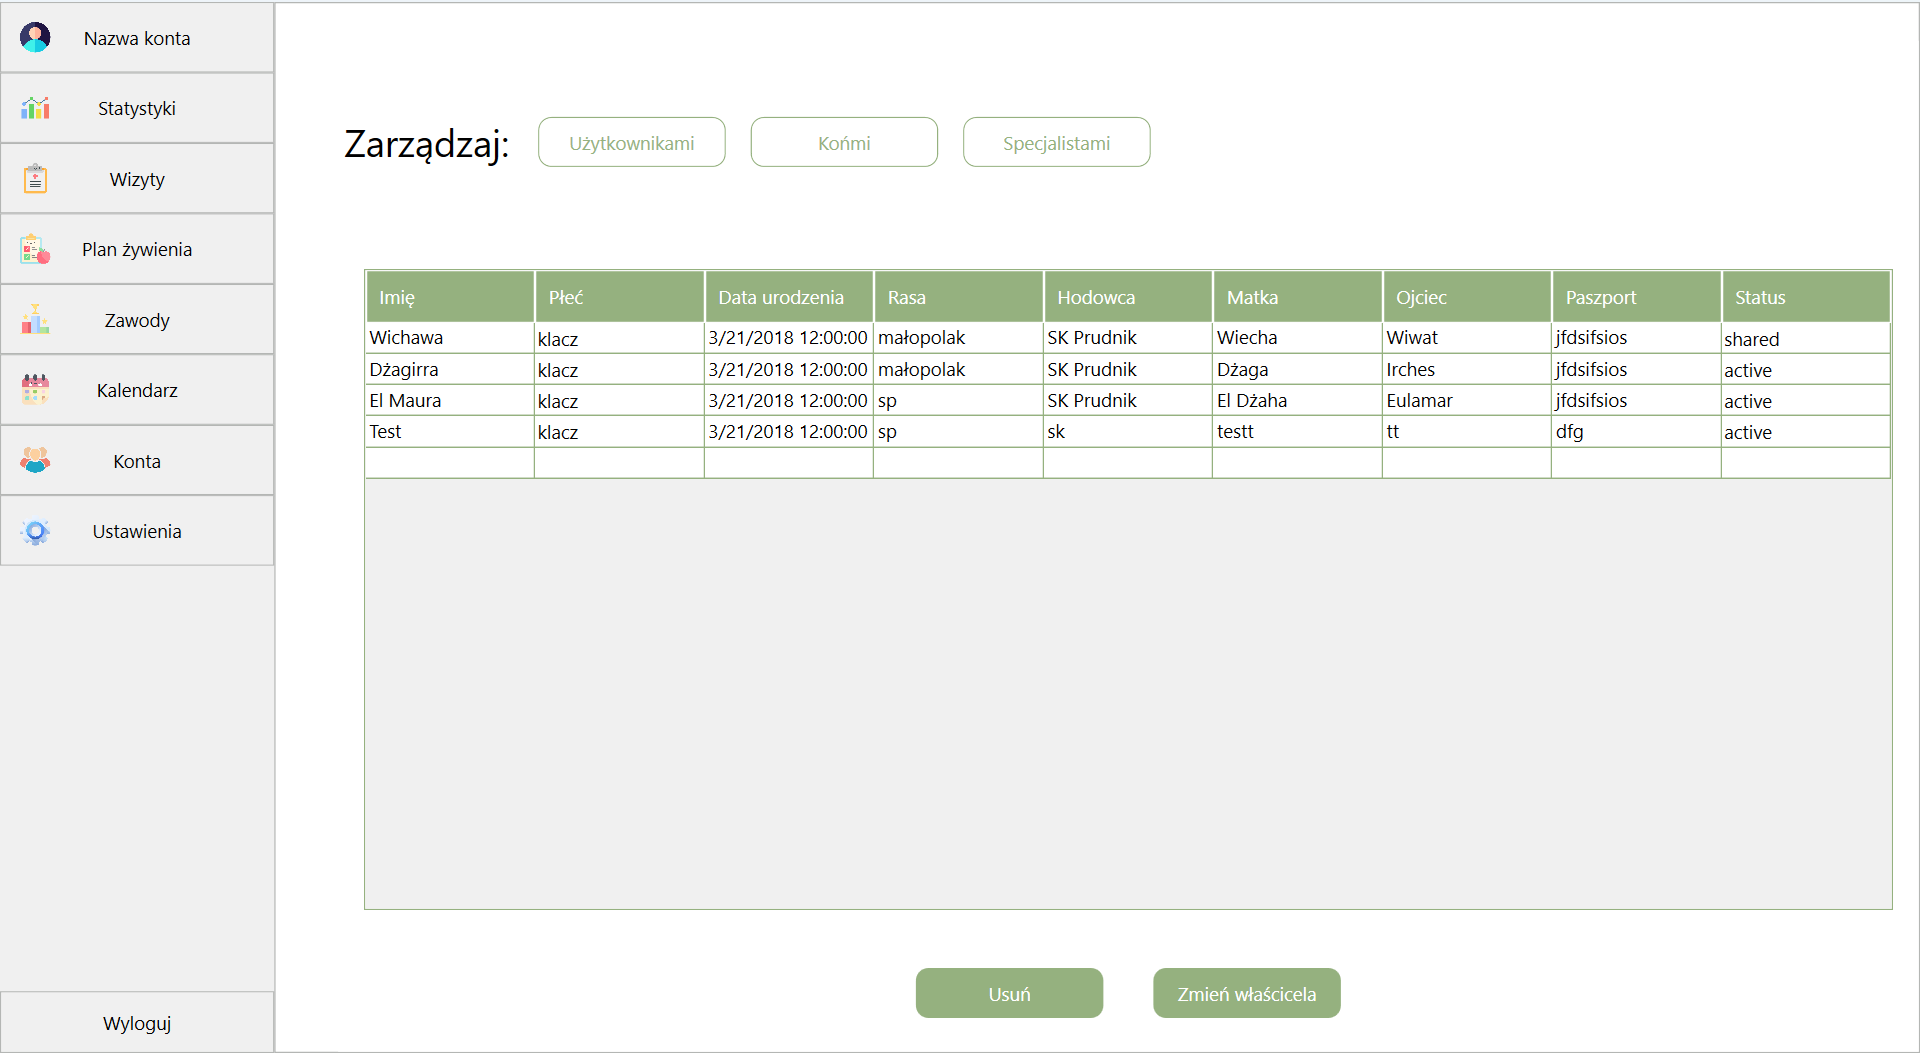 Nazwa konta
Statystyki
Wizyty
Plan żywienia
Zawody
Kalendarz
Konta
Ustawienia
Wyloguj
Zarządzaj: Użytkownikami Końmi Specjalistami
Imię Płeć Data urodzenia Rasa Hodowca Matka Ojciec Paszport Status
Wichawa klacz 3/21/2018 12:00:00 małopolak SK Prudnik Wiecha Wiwat jfdsifsios shared
Dżagirra klacz 3/21/2018 12:00:00 małopolak SK Prudnik Dżaga Irches jfdsifsios active
El Maura klacz 3/21/2018 12:00:00 sp SK Prudnik El Dżaha Eulamar jfdsifsios active
Test klacz 3/21/2018 12:00:00 sp sk testt tt dfg active
Usuń Zmień właścicela